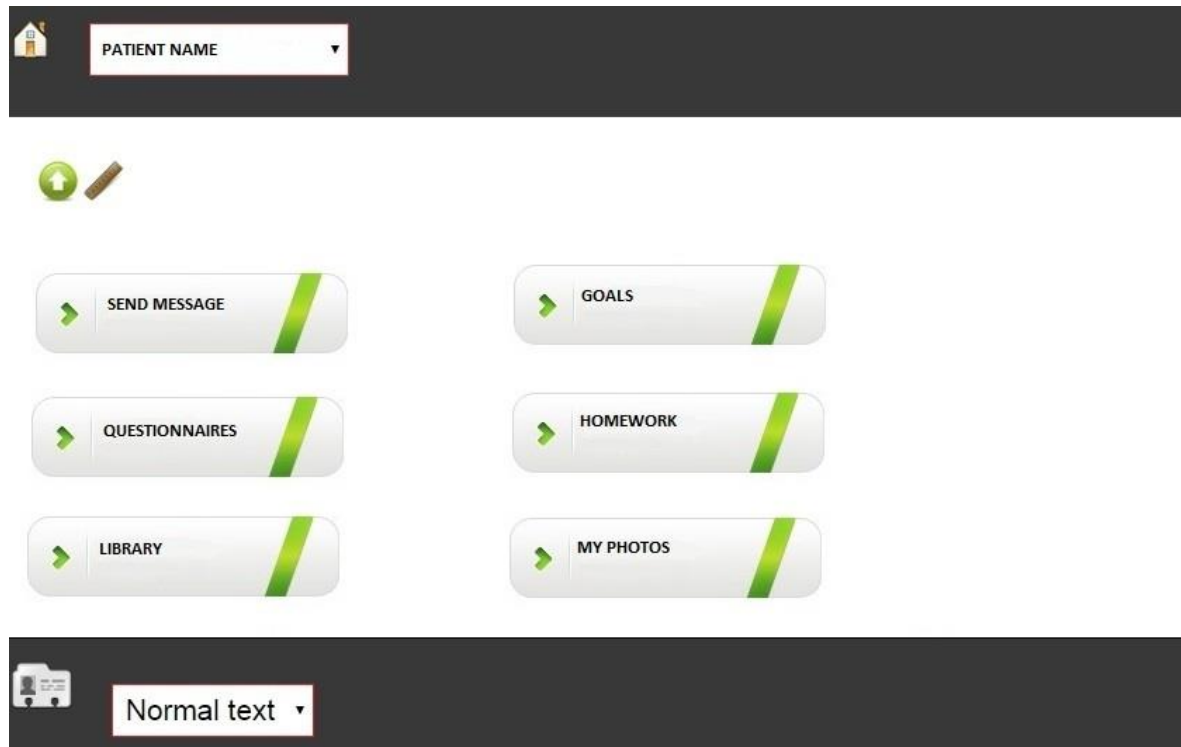 PATIENT NAME
SEND MESSAGE
GOALS
QUESTIONNAIRES
HOMEWORK
LIBRARY
MY PHOTOS
Normal text